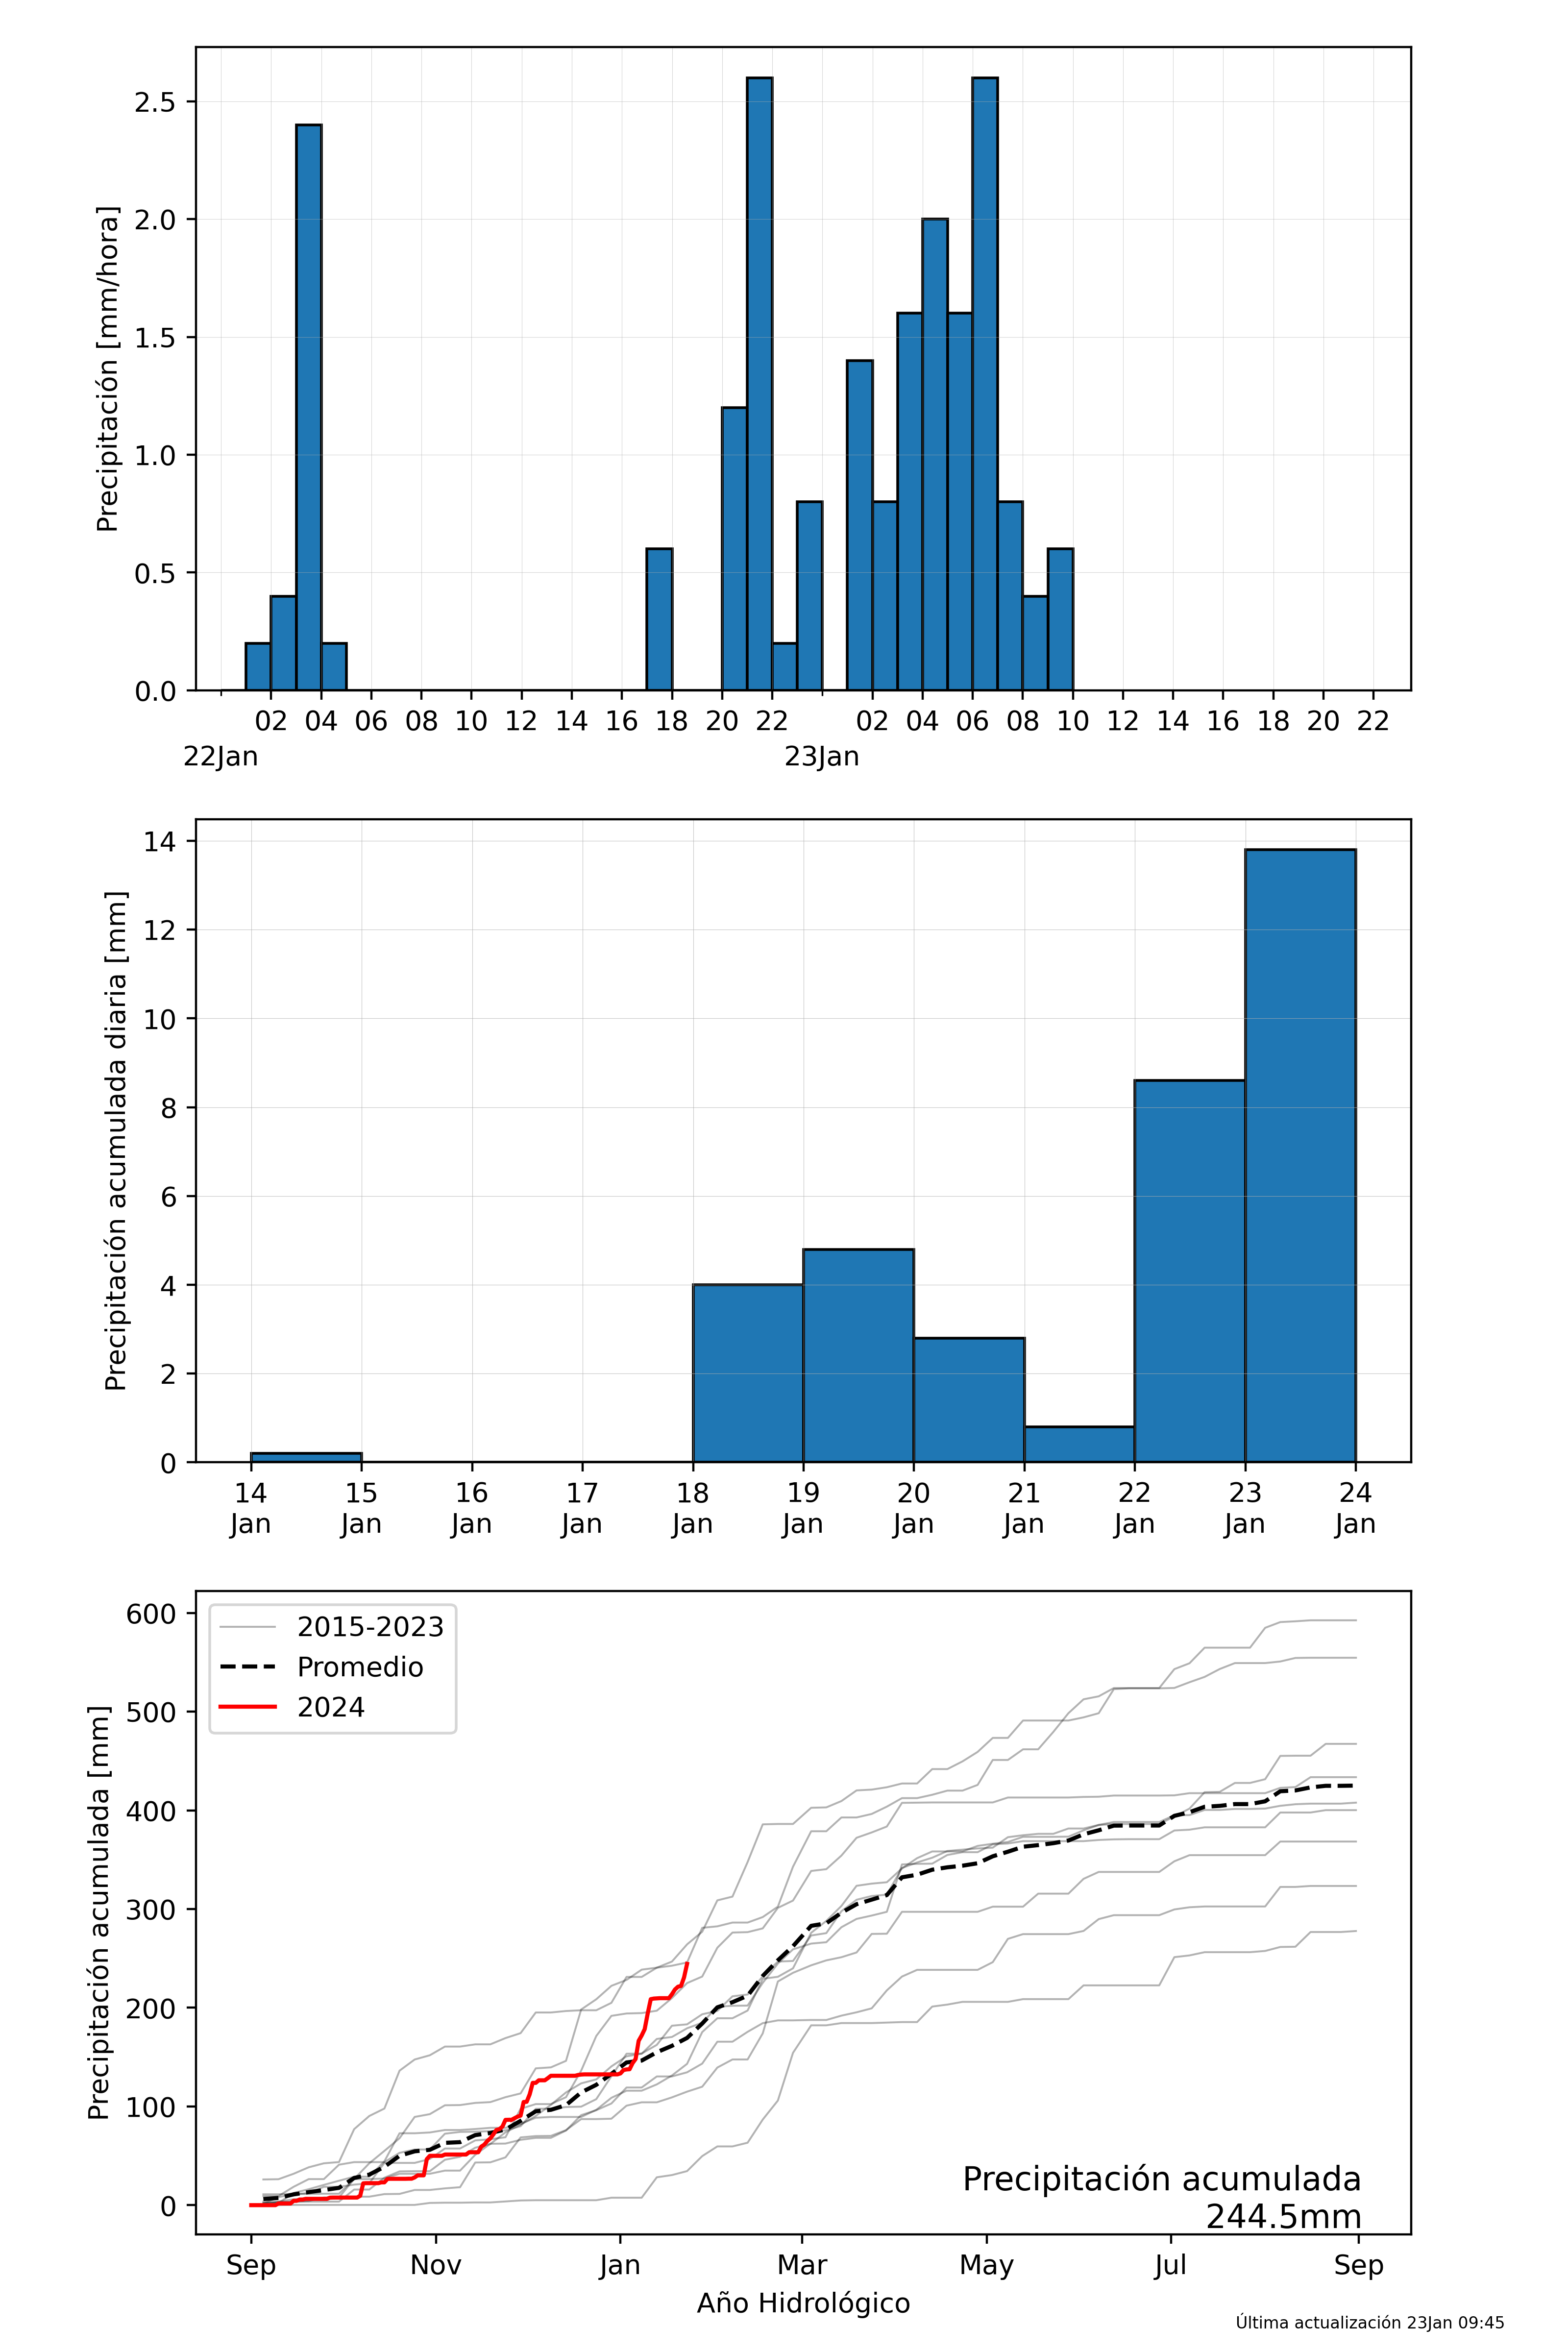 Precipitación [mm/hora]
2.5
2.0
1.5
1.0
0.5
0.0
02 04 06 08 10 12 14 16 18 20 22 02 04 06 08 10 12 14 16 18 20 22
22Jan 23Jan
Precipitación acumulada diaria [mm]
14
12
10
8
6
4
2
0
14 15 16 17 18 19 20 21 22 23 24
Jan Jan Jan Jan Jan Jan Jan Jan Jan Jan Jan
Precipitación acumulada [mm]
600
500
400
300
200
100
0
2015-2023
Promedio
2024
Precipitación acumulada
244.5mm
Sep Nov Jan Mar May Jul Sep
Año Hidrológico
Última actualización 23Jan 09:45